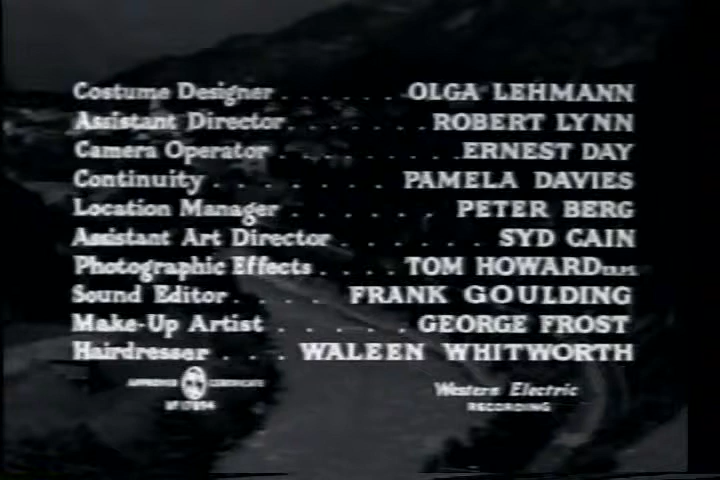 Costume Designer . . . . . . OLGA LEHMANN
Assistant Director . . . . . . . ROBERT LYNN
Camera Operator . . . . . . . . . ERNEST DAY
Continuity . . . . . . . PAMELA DAVIES
Location Manager . . . . . . PETER BERG
Assistant Art Director . . . . . . SYD CAIN
Photographic Effects . . . . TOM HOWARD
Sound Editor . . . . FRANK GOULDING
Make-Up Artist . . . . . GEORGE FROST
Hairdresser . . . WALEEN WHITWORTH
APPROVED CERTIFICATE
Western Electric
RECORDING